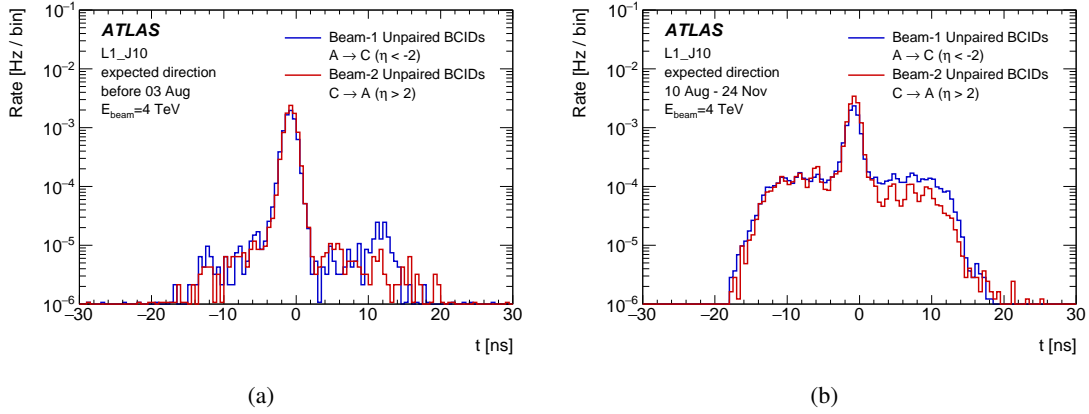 Rate [Hz / bin]
10⁻¹
10⁻²
10⁻³
10⁻⁴
10⁻⁵
10⁻⁶
ATLAS
L1_J10
expected direction
before 03 Aug
E_beam=4 TeV
Beam-1 Unpaired BCIDs
A → C (η < -2)
Beam-2 Unpaired BCIDs
C → A (η > 2)
−30 −20 −10 0 10 20 30
t [ns]
(a)
Rate [Hz / bin]
10⁻¹
10⁻²
10⁻³
10⁻⁴
10⁻⁵
10⁻⁶
ATLAS
L1_J10
expected direction
10 Aug - 24 Nov
E_beam=4 TeV
Beam-1 Unpaired BCIDs
A → C (η < -2)
Beam-2 Unpaired BCIDs
C → A (η > 2)
−30 −20 −10 0 10 20 30
t [ns]
(b)